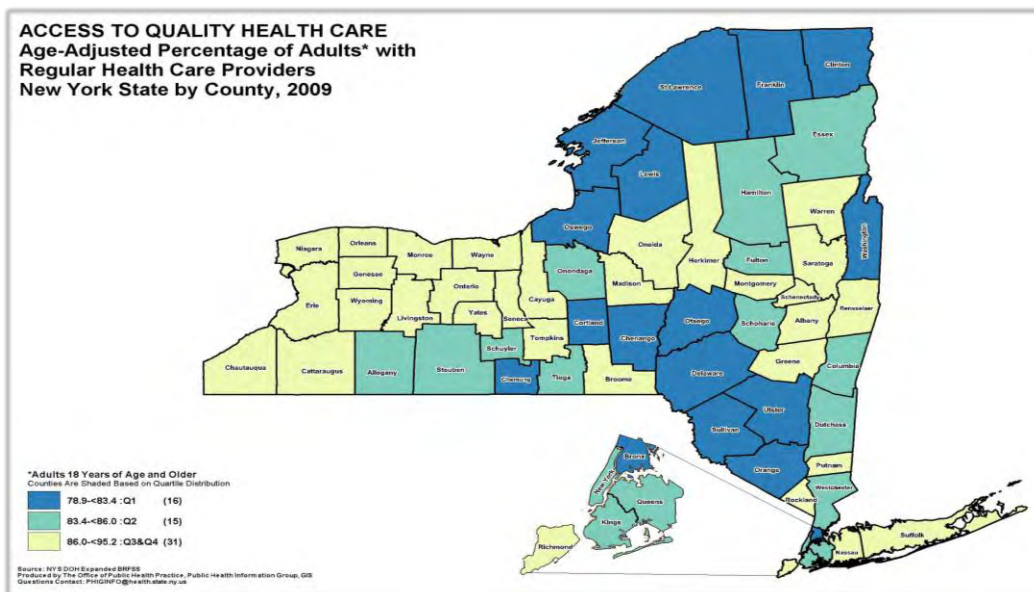 ACCESS TO QUALITY HEALTH CARE
Age-Adjusted Percentage of Adults* with
Regular Health Care Providers
New York State by County, 2009
Clinton
Franklin
St Lawrence
Essex
Jefferson
Lewis
Hamilton
Warren
Washington
Oswego
Oneida
Herkimer
Fulton
Saratoga
Niagara
Orleans
Monroe
Wayne
Onondaga
Madison
Montgomery
Schenectady
Rensselaer
Genesee
Ontario
Cayuga
Erie
Wyoming
Livingston
Yates
Seneca
Cortland
Chenango
Otsego
Schoharie
Albany
Tompkins
Schuyler
Greene
Columbia
Chautauqua
Cattaraugus
Allegany
Steuben
Chemung
Tioga
Broome
Delaware
Ulster
Dutchess
Sullivan
Orange
Putnam
Westchester
Rockland
Bronx
New York
Queens
Kings
Richmond
Nassau
Suffolk
*Adults 18 Years of Age and Older
Counties Are Shaded Based on Quartile Distribution
78.9-<83.4 :Q1 (16)
83.4-<86.0 :Q2 (15)
86.0-<95.2 :Q3&Q4 (31)
Source: NYS DOH Expanded BRFSS
Produced by The Office of Public Health Practice, Public Health Information Group, GIS
Questions Contact: PHIGINFO@health.state.ny.us